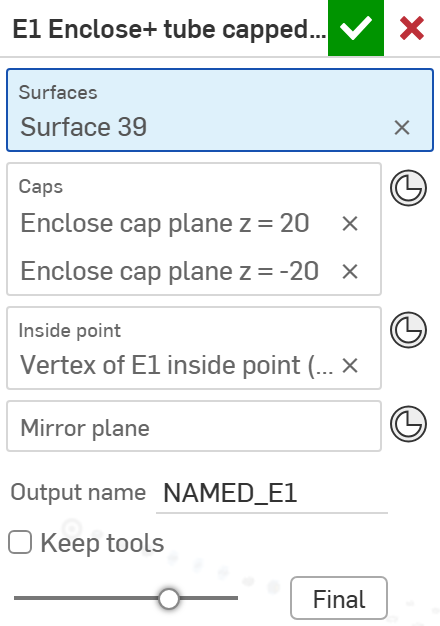 E1 Enclose+ tube capped...
Surfaces
Surface 39
Caps
Enclose cap plane z = 20
Enclose cap plane z = -20
Inside point
Vertex of E1 inside point (...
Mirror plane
Output name NAMED_E1
Keep tools
Final